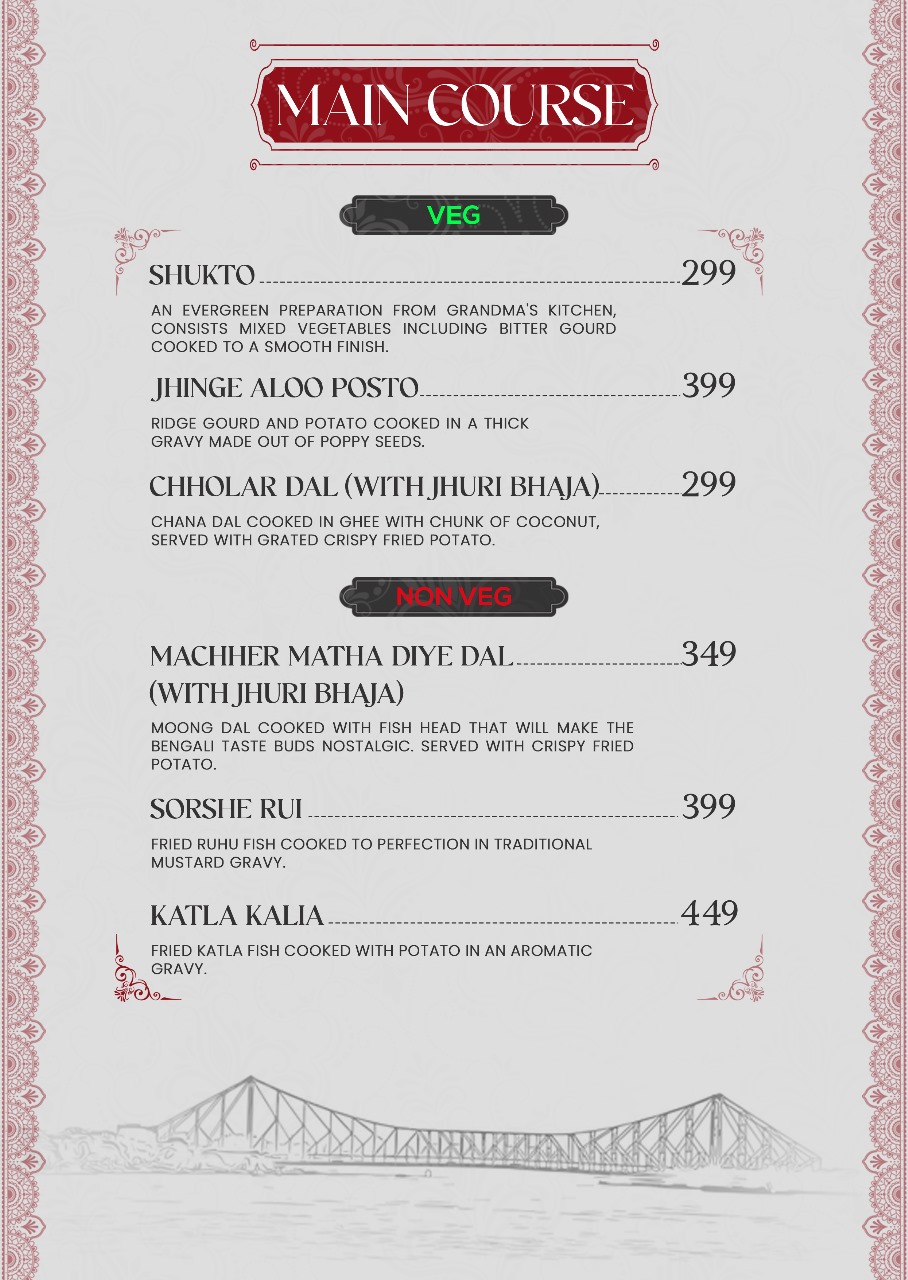 MAIN COURSE
VEG
SHUKTO 299
AN EVERGREEN PREPARATION FROM GRANDMA'S KITCHEN,
CONSISTS MIXED VEGETABLES INCLUDING BITTER GOURD
COOKED TO A SMOOTH FINISH.
JHINGE ALOO POSTO 399
RIDGE GOURD AND POTATO COOKED IN A THICK
GRAVY MADE OUT OF POPPY SEEDS.
CHHOLAR DAL (WITH JHURI BHAJA) 299
CHANA DAL COOKED IN GHEE WITH CHUNK OF COCONUT,
SERVED WITH GRATED CRISPY FRIED POTATO.
NON VEG
MACHHER MATHA DIYE DAL 349
(WITH JHURI BHAJA)
MOONG DAL COOKED WITH FISH HEAD THAT WILL MAKE THE
BENGALI TASTE BUDS NOSTALGIC. SERVED WITH CRISPY FRIED
POTATO.
SORSHE RUI 399
FRIED RUHU FISH COOKED TO PERFECTION IN TRADITIONAL
MUSTARD GRAVY.
KATLA KALIA 449
FRIED KATLA FISH COOKED WITH POTATO IN AN AROMATIC
GRAVY.